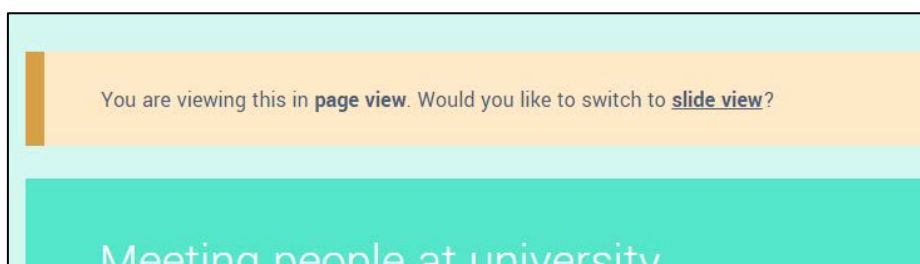 You are viewing this in page view. Would you like to switch to slide view?
Meeting people at university